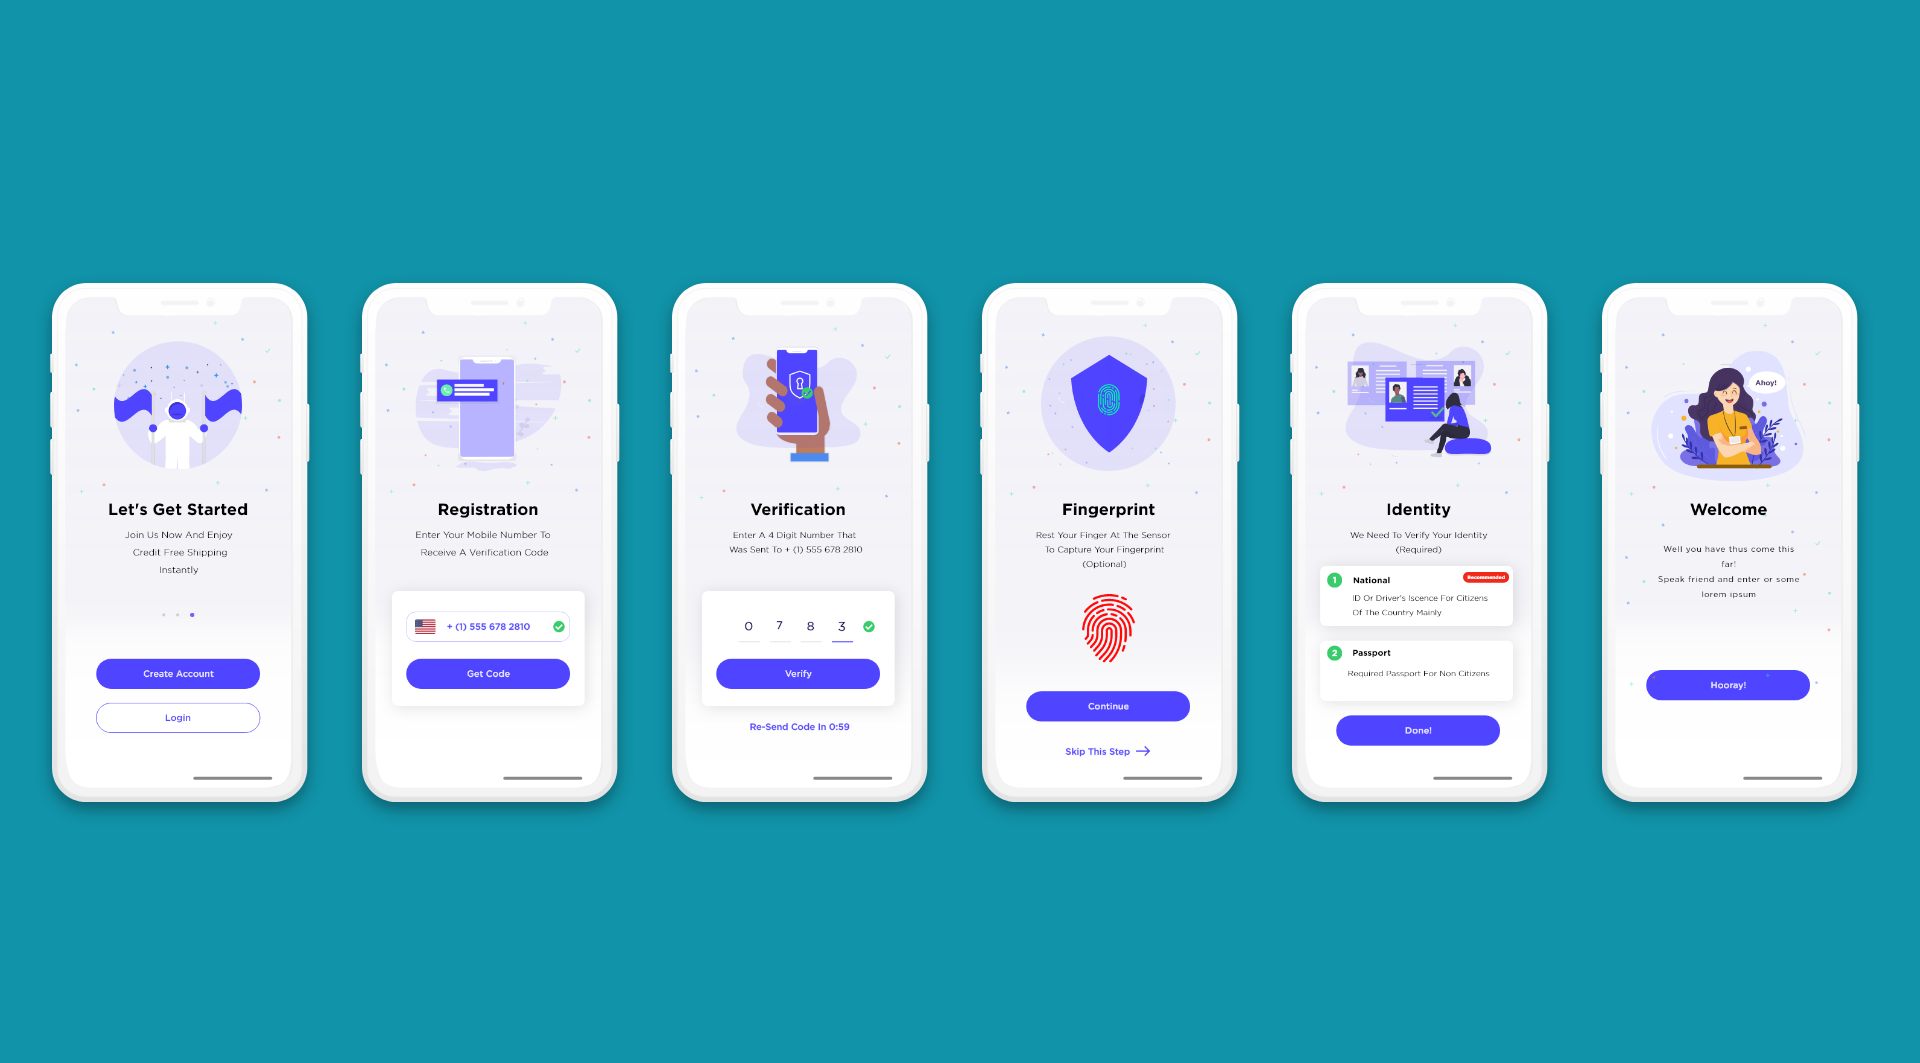 Let's Get Started
Join Us Now And Enjoy
Credit Free Shipping
Instantly
Create Account
Login
Registration
Enter Your Mobile Number To
Receive A Verification Code
+ (1) 555 678 2810
Get Code
Verification
Enter A 4 Digit Number That
Was Sent To + (1) 555 678 2810
0 7 8 3
Verify
Re-Send Code In 0:59
Fingerprint
Rest Your Finger At The Sensor
To Capture Your Fingerprint
(Optional)
Continue
Skip This Step
Identity
We Need To Verify Your Identity
(Required)
1 National Recommended
ID Or Driver's Iscence For Citizens
Of The Country Mainly
2 Passport
Required Passport For Non Citizens
Done!
Ahoy!
Welcome
Well you have thus come this
far!
Speak friend and enter or some
lorem ipsum
Hooray!